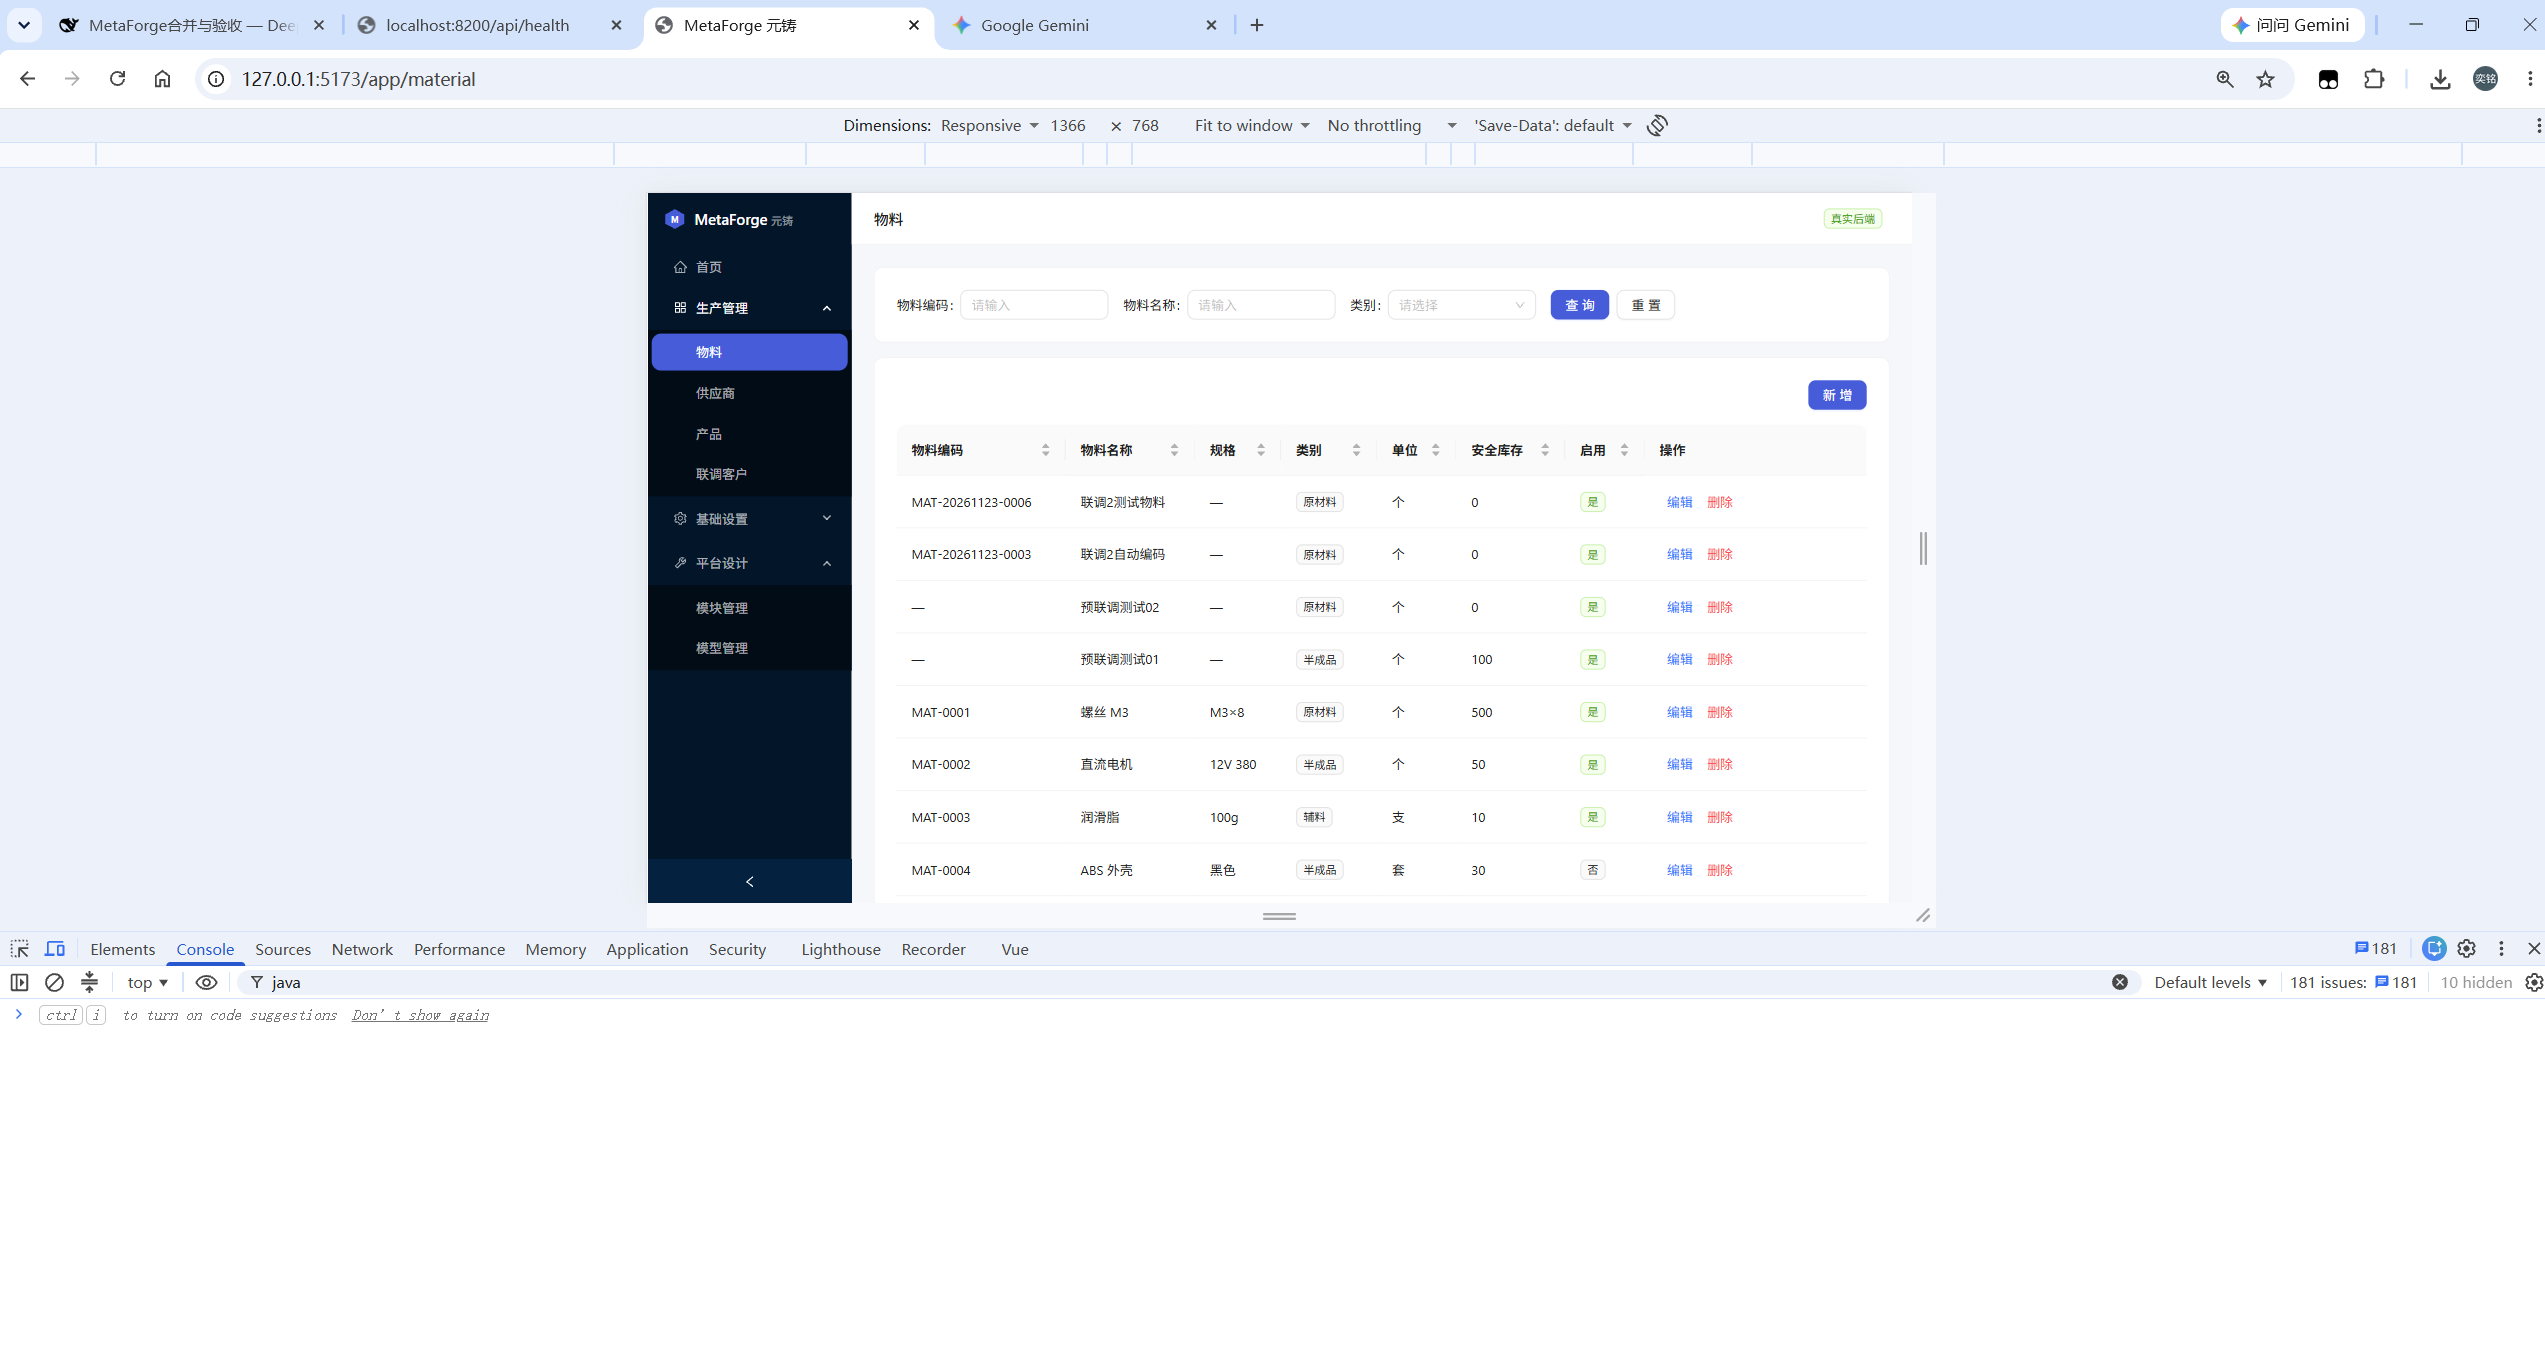 MetaForge合并与验收 — Dee
localhost:8200/api/health
MetaForge 元铸
Google Gemini
问问 Gemini
127.0.0.1:5173/app/material
奕铭
Dimensions: Responsive 1366 × 768 Fit to window No throttling 'Save-Data': default
M MetaForge 元铸
首页
生产管理
物料
供应商
产品
联调客户
基础设置
平台设计
模块管理
模型管理
物料
真实后端
物料编码: 请输入 物料名称: 请输入 类别: 请选择 查 询 重 置
新 增
物料编码 物料名称 规格 类别 单位 安全库存 启用 操作
MAT-20261123-0006 联调2测试物料 — 原材料 个 0 是 编辑 删除
MAT-20261123-0003 联调2自动编码 — 原材料 个 0 是 编辑 删除
— 预联调测试02 — 原材料 个 0 是 编辑 删除
— 预联调测试01 — 半成品 个 100 是 编辑 删除
MAT-0001 螺丝 M3 M3×8 原材料 个 500 是 编辑 删除
MAT-0002 直流电机 12V 380 半成品 个 50 是 编辑 删除
MAT-0003 润滑脂 100g 辅料 支 10 是 编辑 删除
MAT-0004 ABS 外壳 黑色 半成品 套 30 否 编辑 删除
Elements Console Sources Network Performance Memory Application Security Lighthouse Recorder Vue 181
top java Default levels 181 issues: 181 10 hidden
ctrl i to turn on code suggestions Don't show again